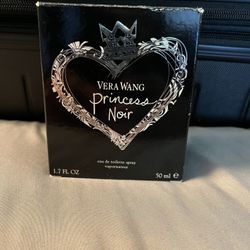 VERA WANG
Princess
Noir
eau de toilette spray
vaporisateur
1.7 FL OZ
50 ml ℮